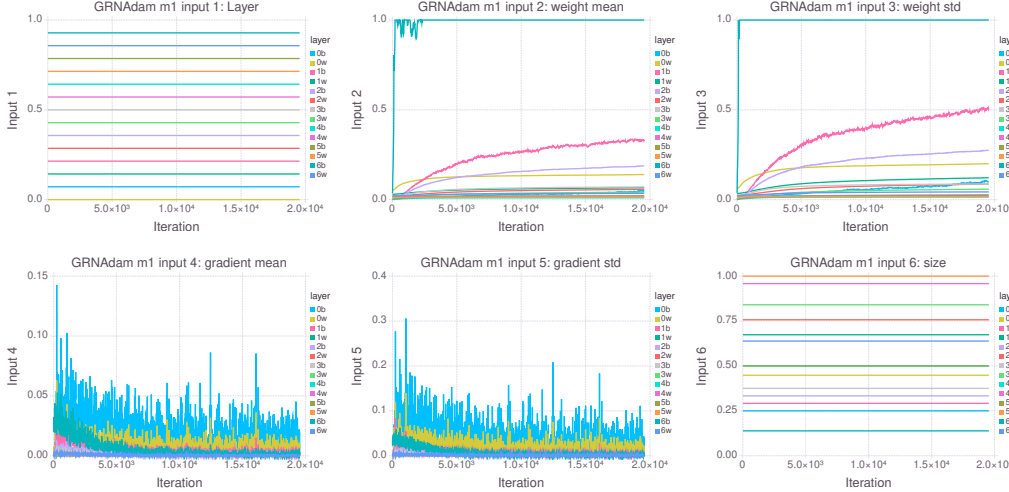 GRNAdam m1 input 1: Layer
Input 1
1.0
0.5
0.0
0
5.0×10³
1.0×10⁴
1.5×10⁴
2.0×10⁴
Iteration
layer
0b
0w
1b
1w
2b
2w
3b
3w
4b
4w
5b
5w
6b
6w
GRNAdam m1 input 2: weight mean
Input 2
1.0
0.5
0.0
0
5.0×10³
1.0×10⁴
1.5×10⁴
2.0×10⁴
Iteration
layer
0b
0w
1b
1w
2b
2w
3b
3w
4b
4w
5b
5w
6b
6w
GRNAdam m1 input 3: weight std
Input 3
1.0
0.5
0.0
0
5.0×10³
1.0×10⁴
1.5×10⁴
2.0×10
Iteration
layer
GRNAdam m1 input 4: gradient mean
Input 4
0.15
0.10
0.05
0.00
0
5.0×10³
1.0×10⁴
1.5×10⁴
2.0×10⁴
Iteration
layer
0b
0w
1b
1w
2b
2w
3b
3w
4b
4w
5b
5w
6b
6w
GRNAdam m1 input 5: gradient std
Input 5
0.4
0.3
0.2
0.1
0.0
0
5.0×10³
1.0×10⁴
1.5×10⁴
2.0×10⁴
Iteration
layer
0b
0w
1b
1w
2b
2w
3b
3w
4b
4w
5b
5w
6b
6w
GRNAdam m1 input 6: size
Input 6
1.00
0.75
0.50
0.25
0.00
0
5.0×10³
1.0×10⁴
1.5×10⁴
2.0×10
Iteration
layer